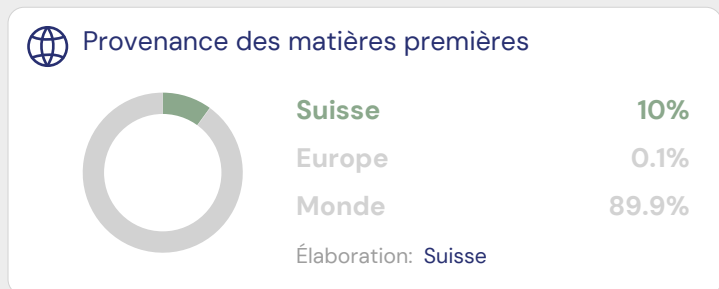 Provenance des matières premières
Suisse 10%
Europe 0.1%
Monde 89.9%
Élaboration: Suisse